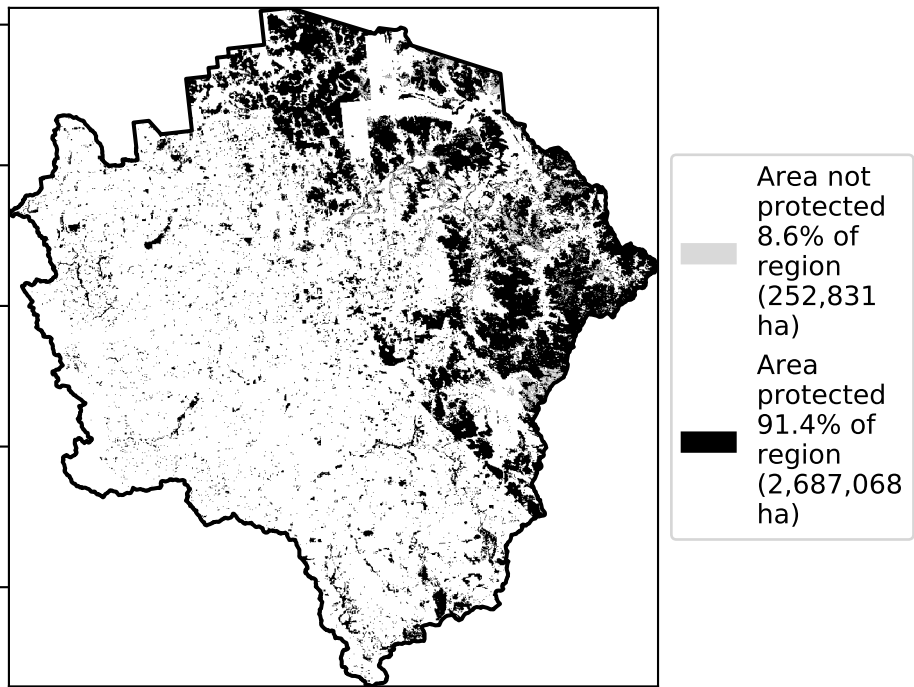 Area not
protected
8.6% of
region
(252,831
ha)
Area
protected
91.4% of
region
(2,687,068
ha)